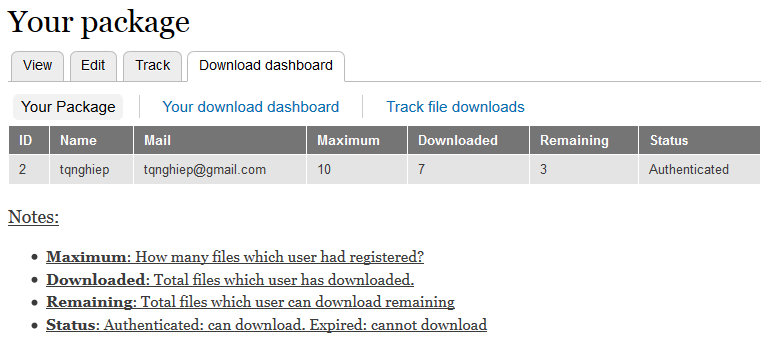 Your package
View Edit Track Download dashboard
Your Package Your download dashboard Track file downloads
ID Name Mail Maximum Downloaded Remaining Status
2 tqnghiep tqnghiep@gmail.com 10 7 3 Authenticated
Notes:
Maximum: How many files which user had registered?
Downloaded: Total files which user has downloaded.
Remaining: Total files which user can download remaining
Status: Authenticated: can download. Expired: cannot download